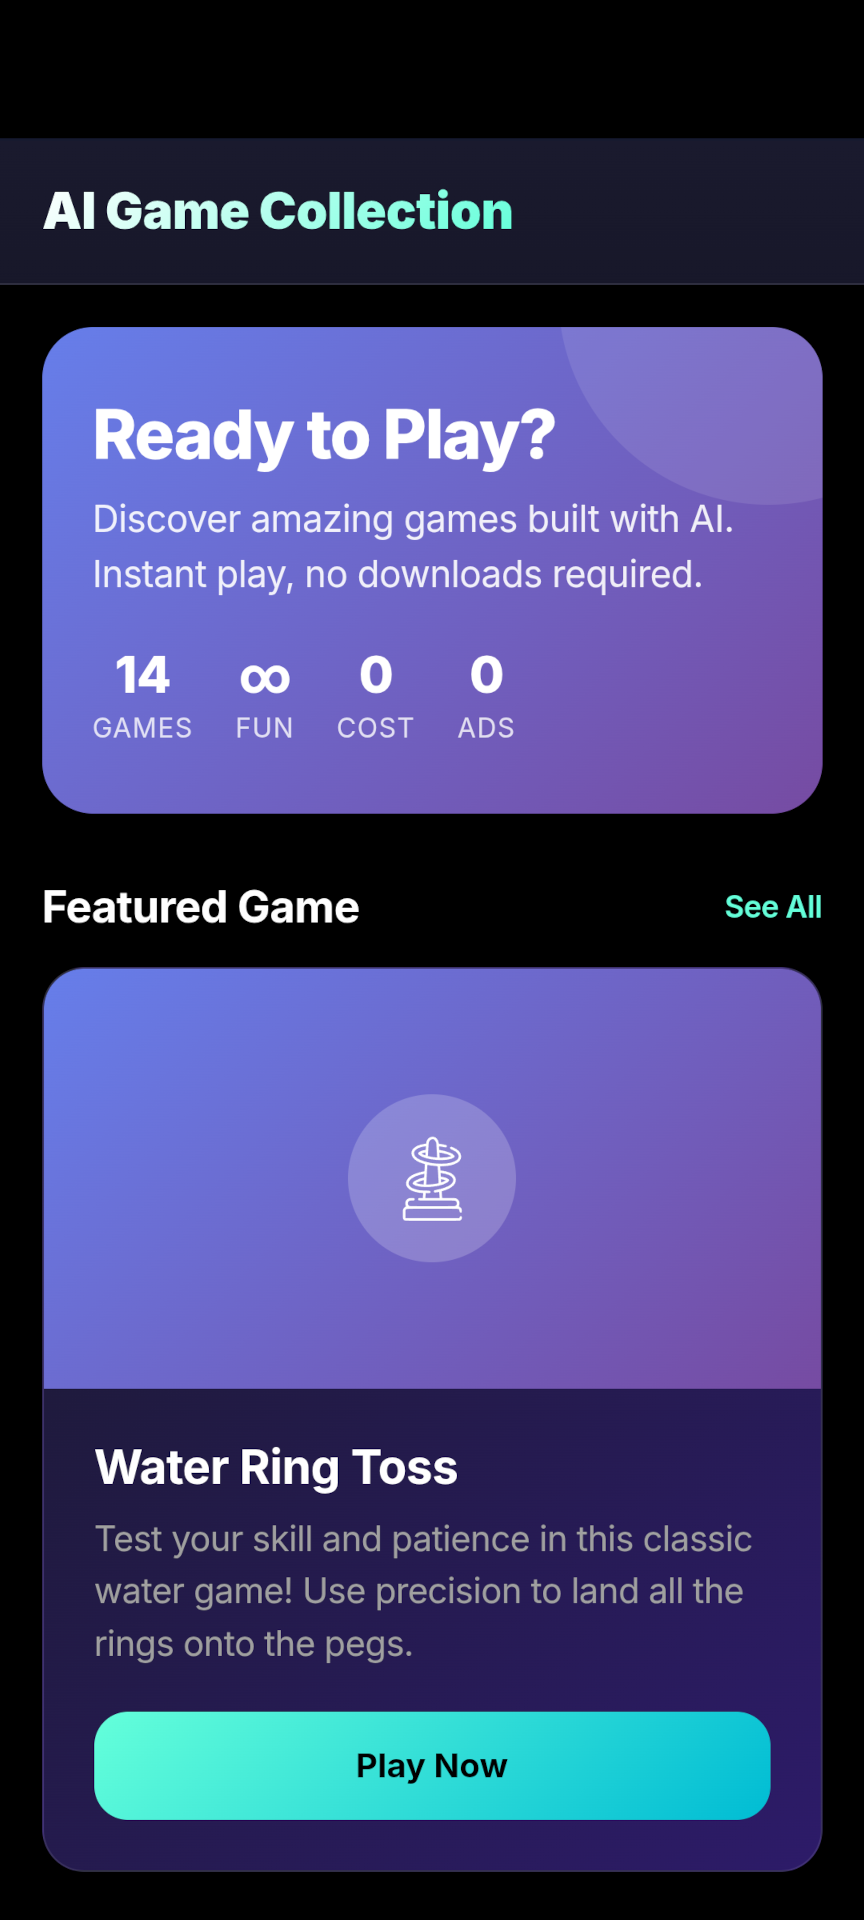 AI Game Collection
Ready to Play?
Discover amazing games built with AI.
Instant play, no downloads required.
14 ∞ 0 0
GAMES FUN COST ADS
Featured Game See All
Water Ring Toss
Test your skill and patience in this classic
water game! Use precision to land all the
rings onto the pegs.
Play Now